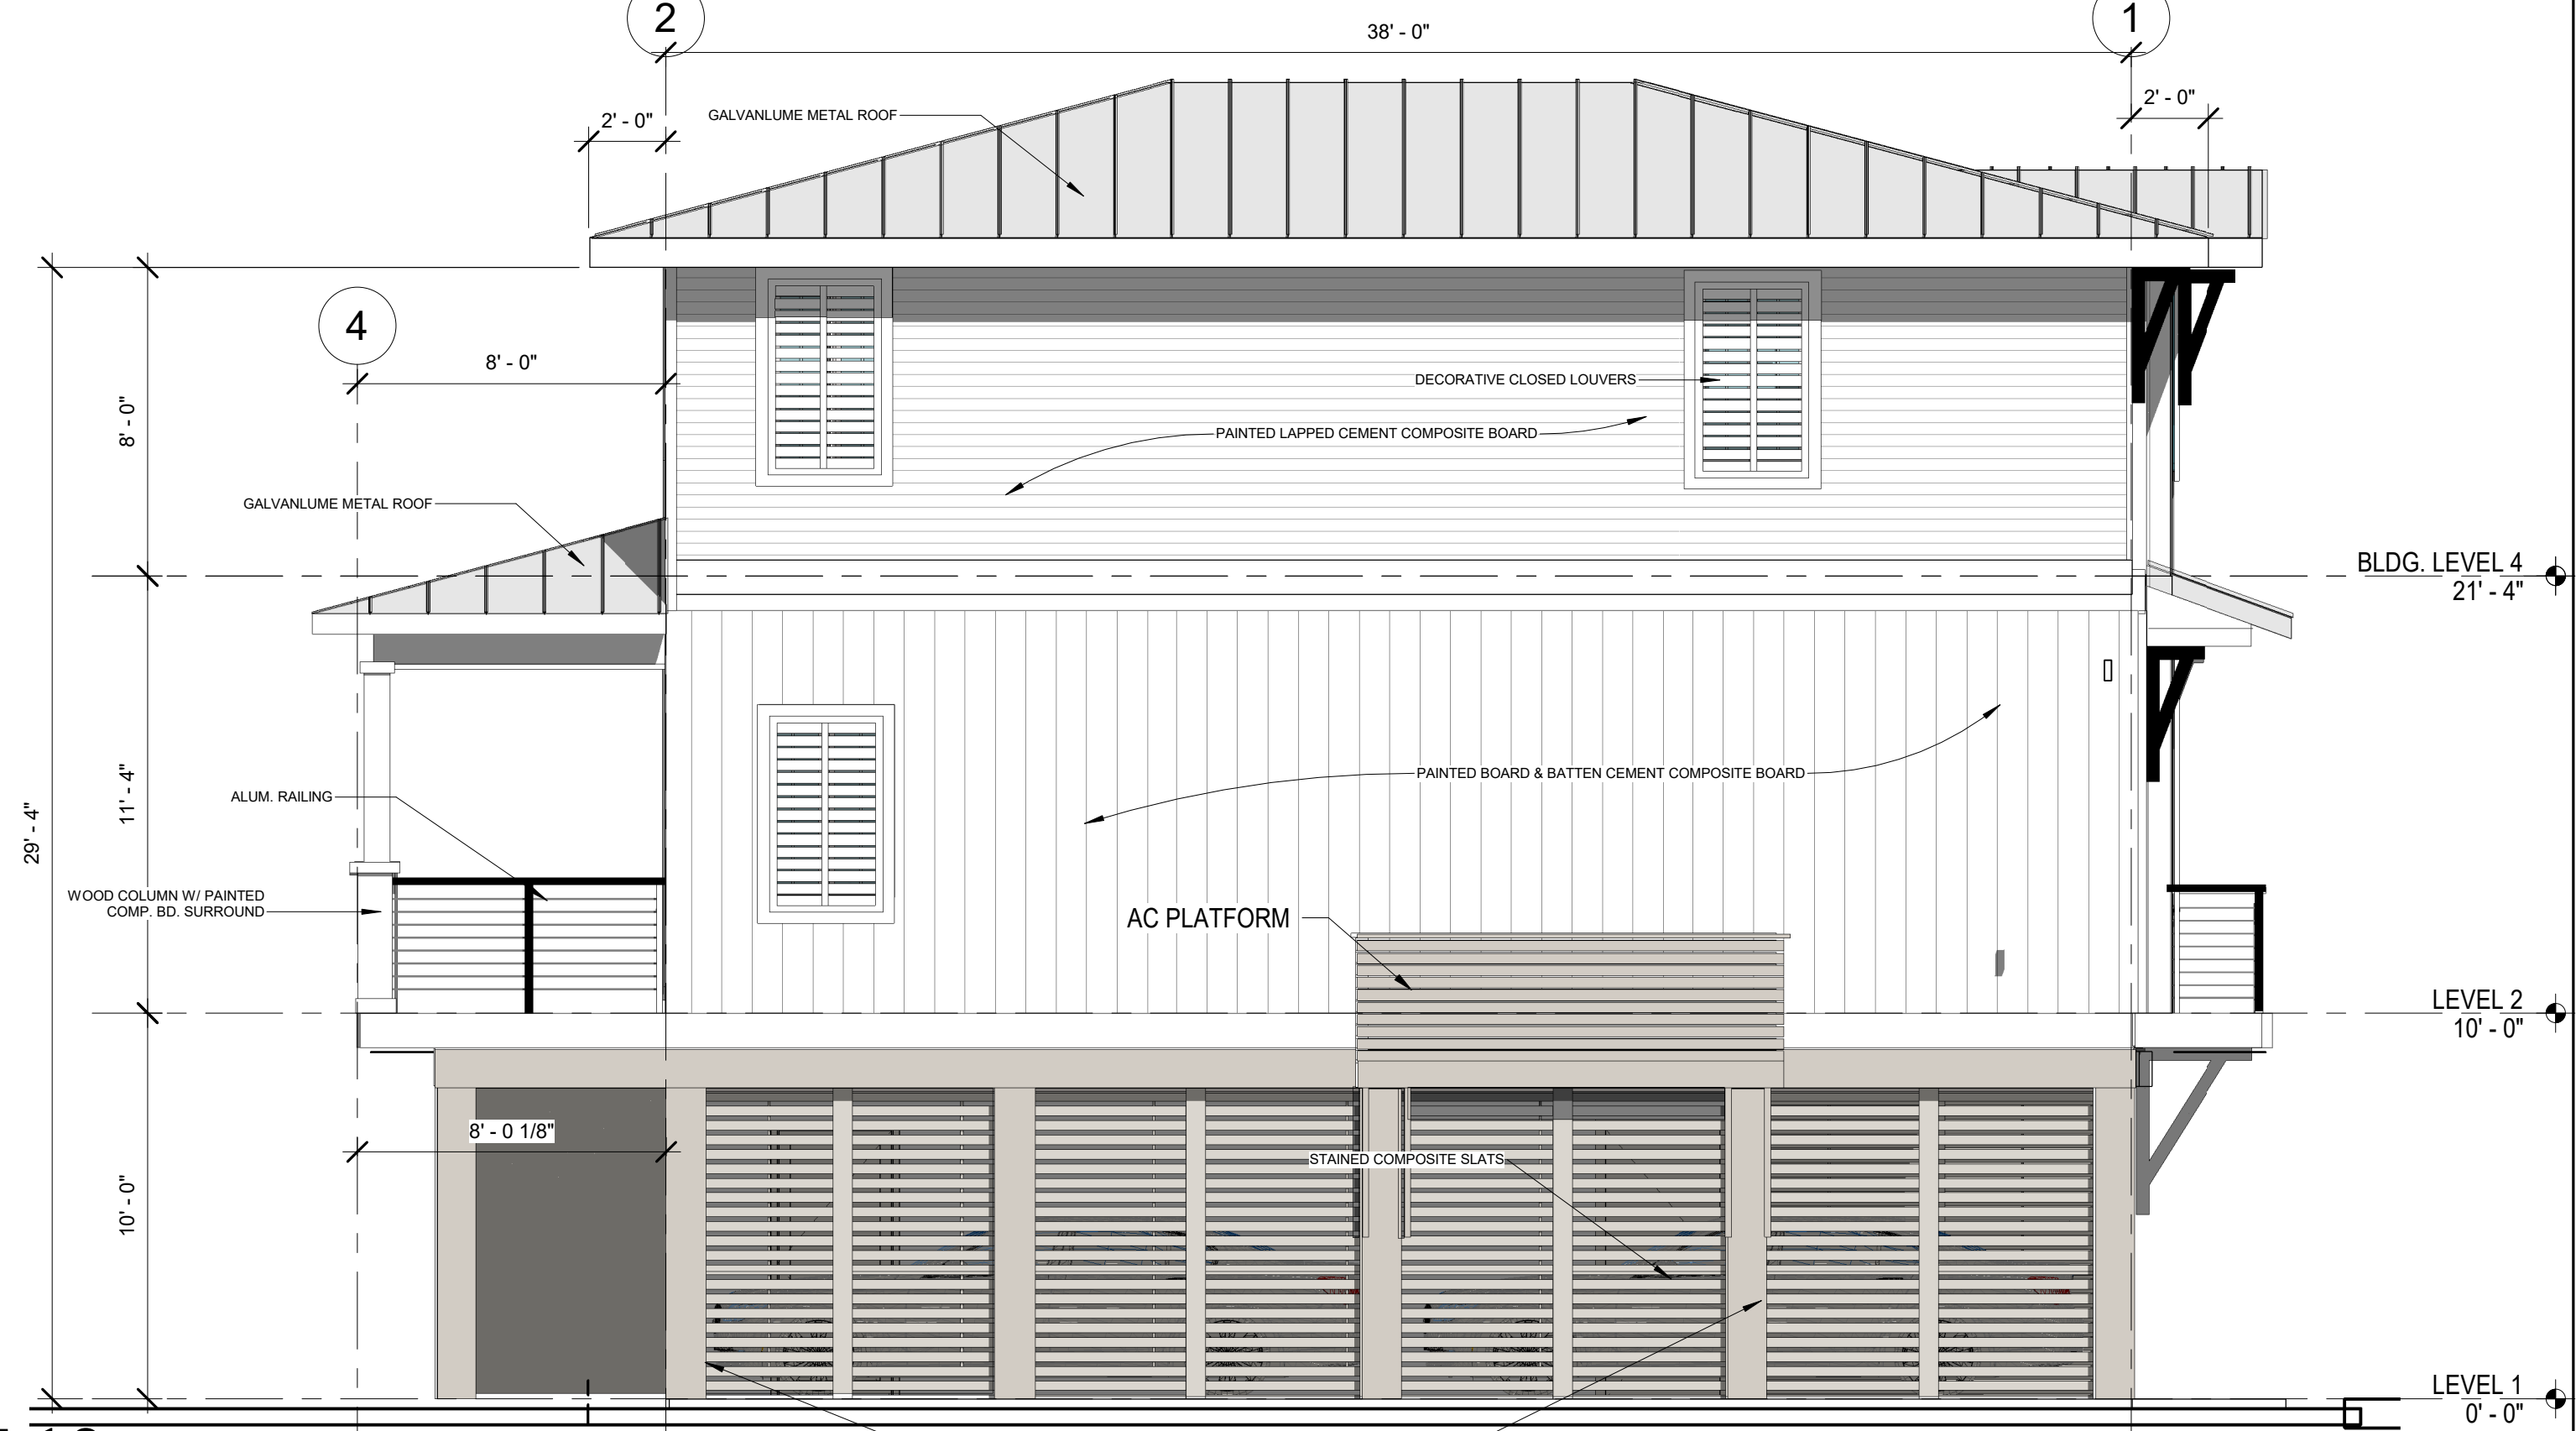 2
38' - 0"
1
2' - 0"
GALVANLUME METAL ROOF
2' - 0"
4
8' - 0"
8' - 0"
DECORATIVE CLOSED LOUVERS
PAINTED LAPPED CEMENT COMPOSITE BOARD
GALVANLUME METAL ROOF
BLDG. LEVEL 4
21' - 4"
11' - 4"
29' - 4"
ALUM. RAILING
PAINTED BOARD & BATTEN CEMENT COMPOSITE BOARD
WOOD COLUMN W/ PAINTED
COMP. BD. SURROUND
AC PLATFORM
LEVEL 2
10' - 0"
8' - 0 1/8"
STAINED COMPOSITE SLATS
10' - 0"
LEVEL 1
0' - 0"